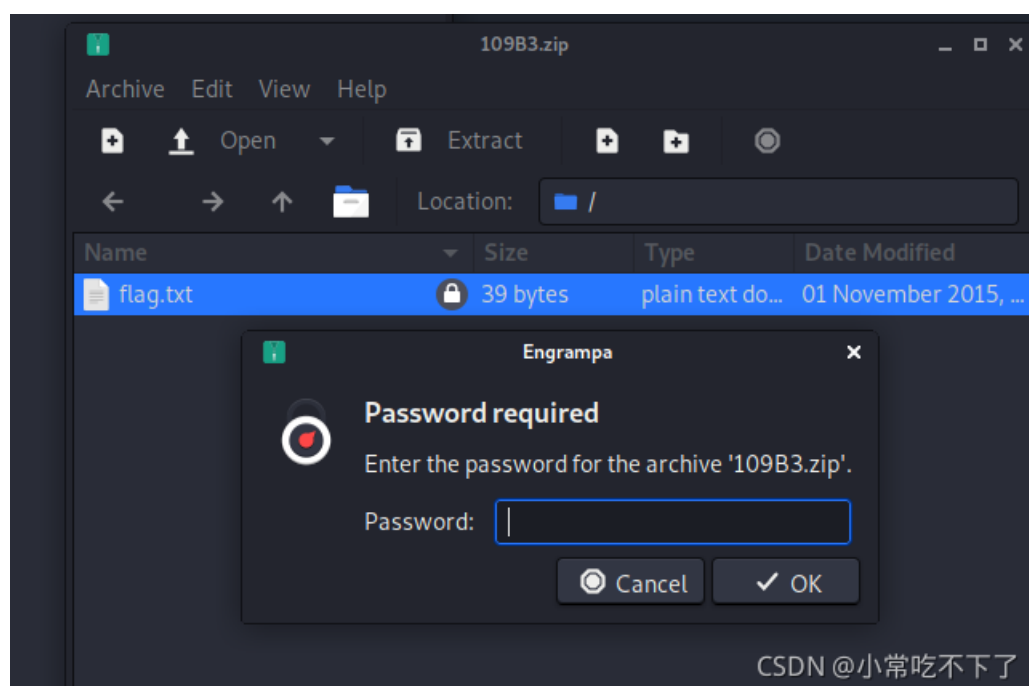 109B3.zip
Archive Edit View Help
Open Extract
Location: /
Name Size Type Date Modified
flag.txt 39 bytes plain text do... 01 November 2015, ...
Engrampa
Password required
Enter the password for the archive '109B3.zip'.
Password:
Cancel OK
CSDN @小常吃不下了